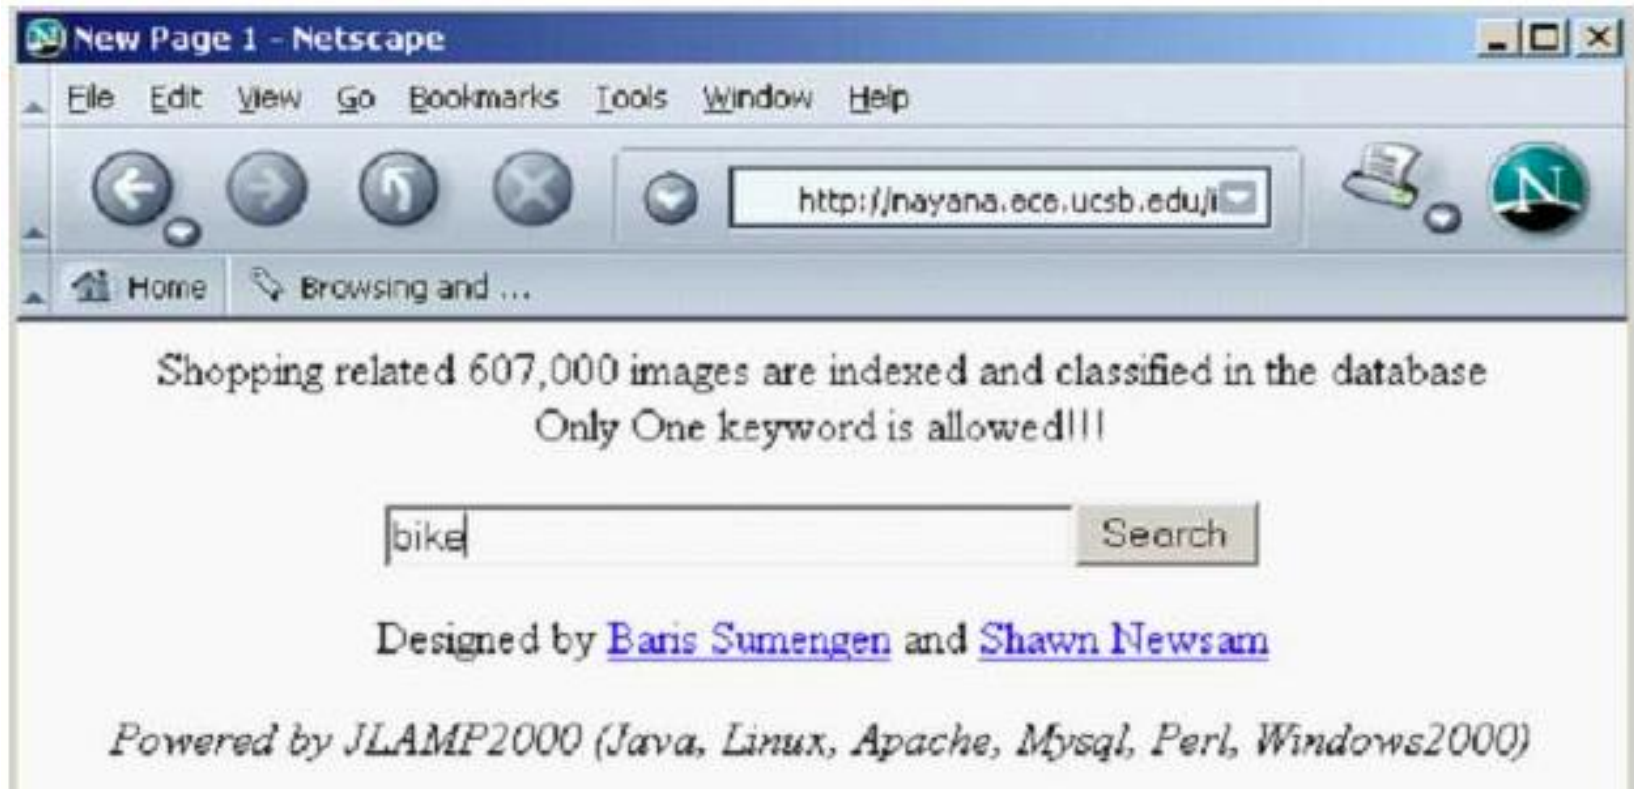 New Page 1 - Netscape
File Edit View Go Bookmarks Tools Window Help
http://nayana.ece.ucsb.edu/i
N
Home Browsing and ...
Shopping related 607,000 images are indexed and classified in the database
Only One keyword is allowed!!!
bike Search
Designed by Baris Sumengen and Shawn Newsam
Powered by JLAMP2000 (Java, Linux, Apache, Mysql, Perl, Windows2000)